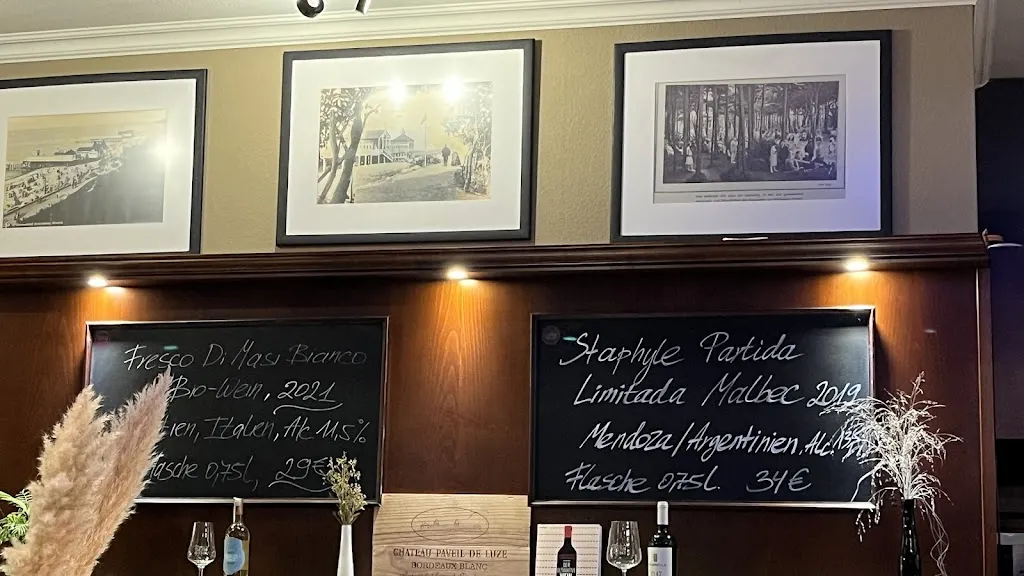 Fresco Di Masi Bianco
Bio-Wein, 2021
Italien, Alc 11.5%
0,75l, 29€
Staphyle Partida
Limitada Malbec 2019
Mendoza/Argentinien, Alc.
Flasche 0,75l. 34€
CHATEAU PAVEIL DE LUZE
BORDEAUX BLANC